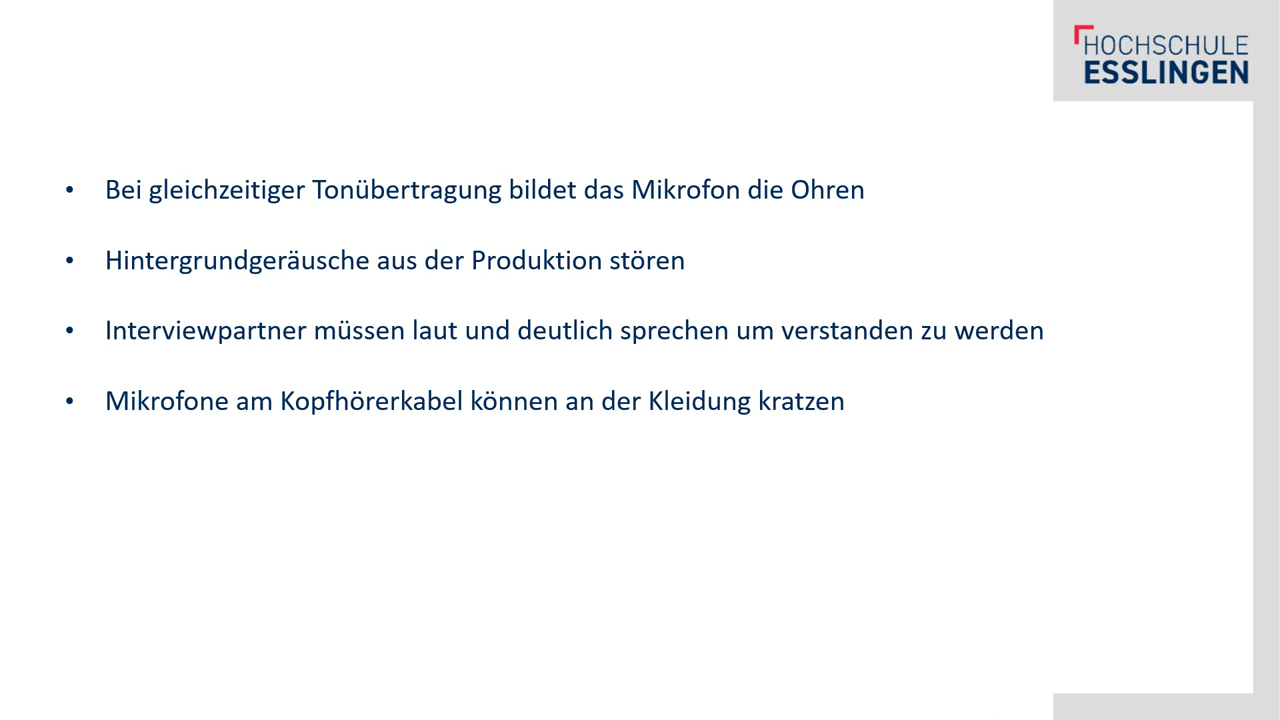 HOCHSCHULE
ESSLINGEN
• Bei gleichzeitiger Tonübertragung bildet das Mikrofon die Ohren
• Hintergrundgeräusche aus der Produktion stören
• Interviewpartner müssen laut und deutlich sprechen um verstanden zu werden
• Mikrofone am Kopfhörerkabel können an der Kleidung kratzen